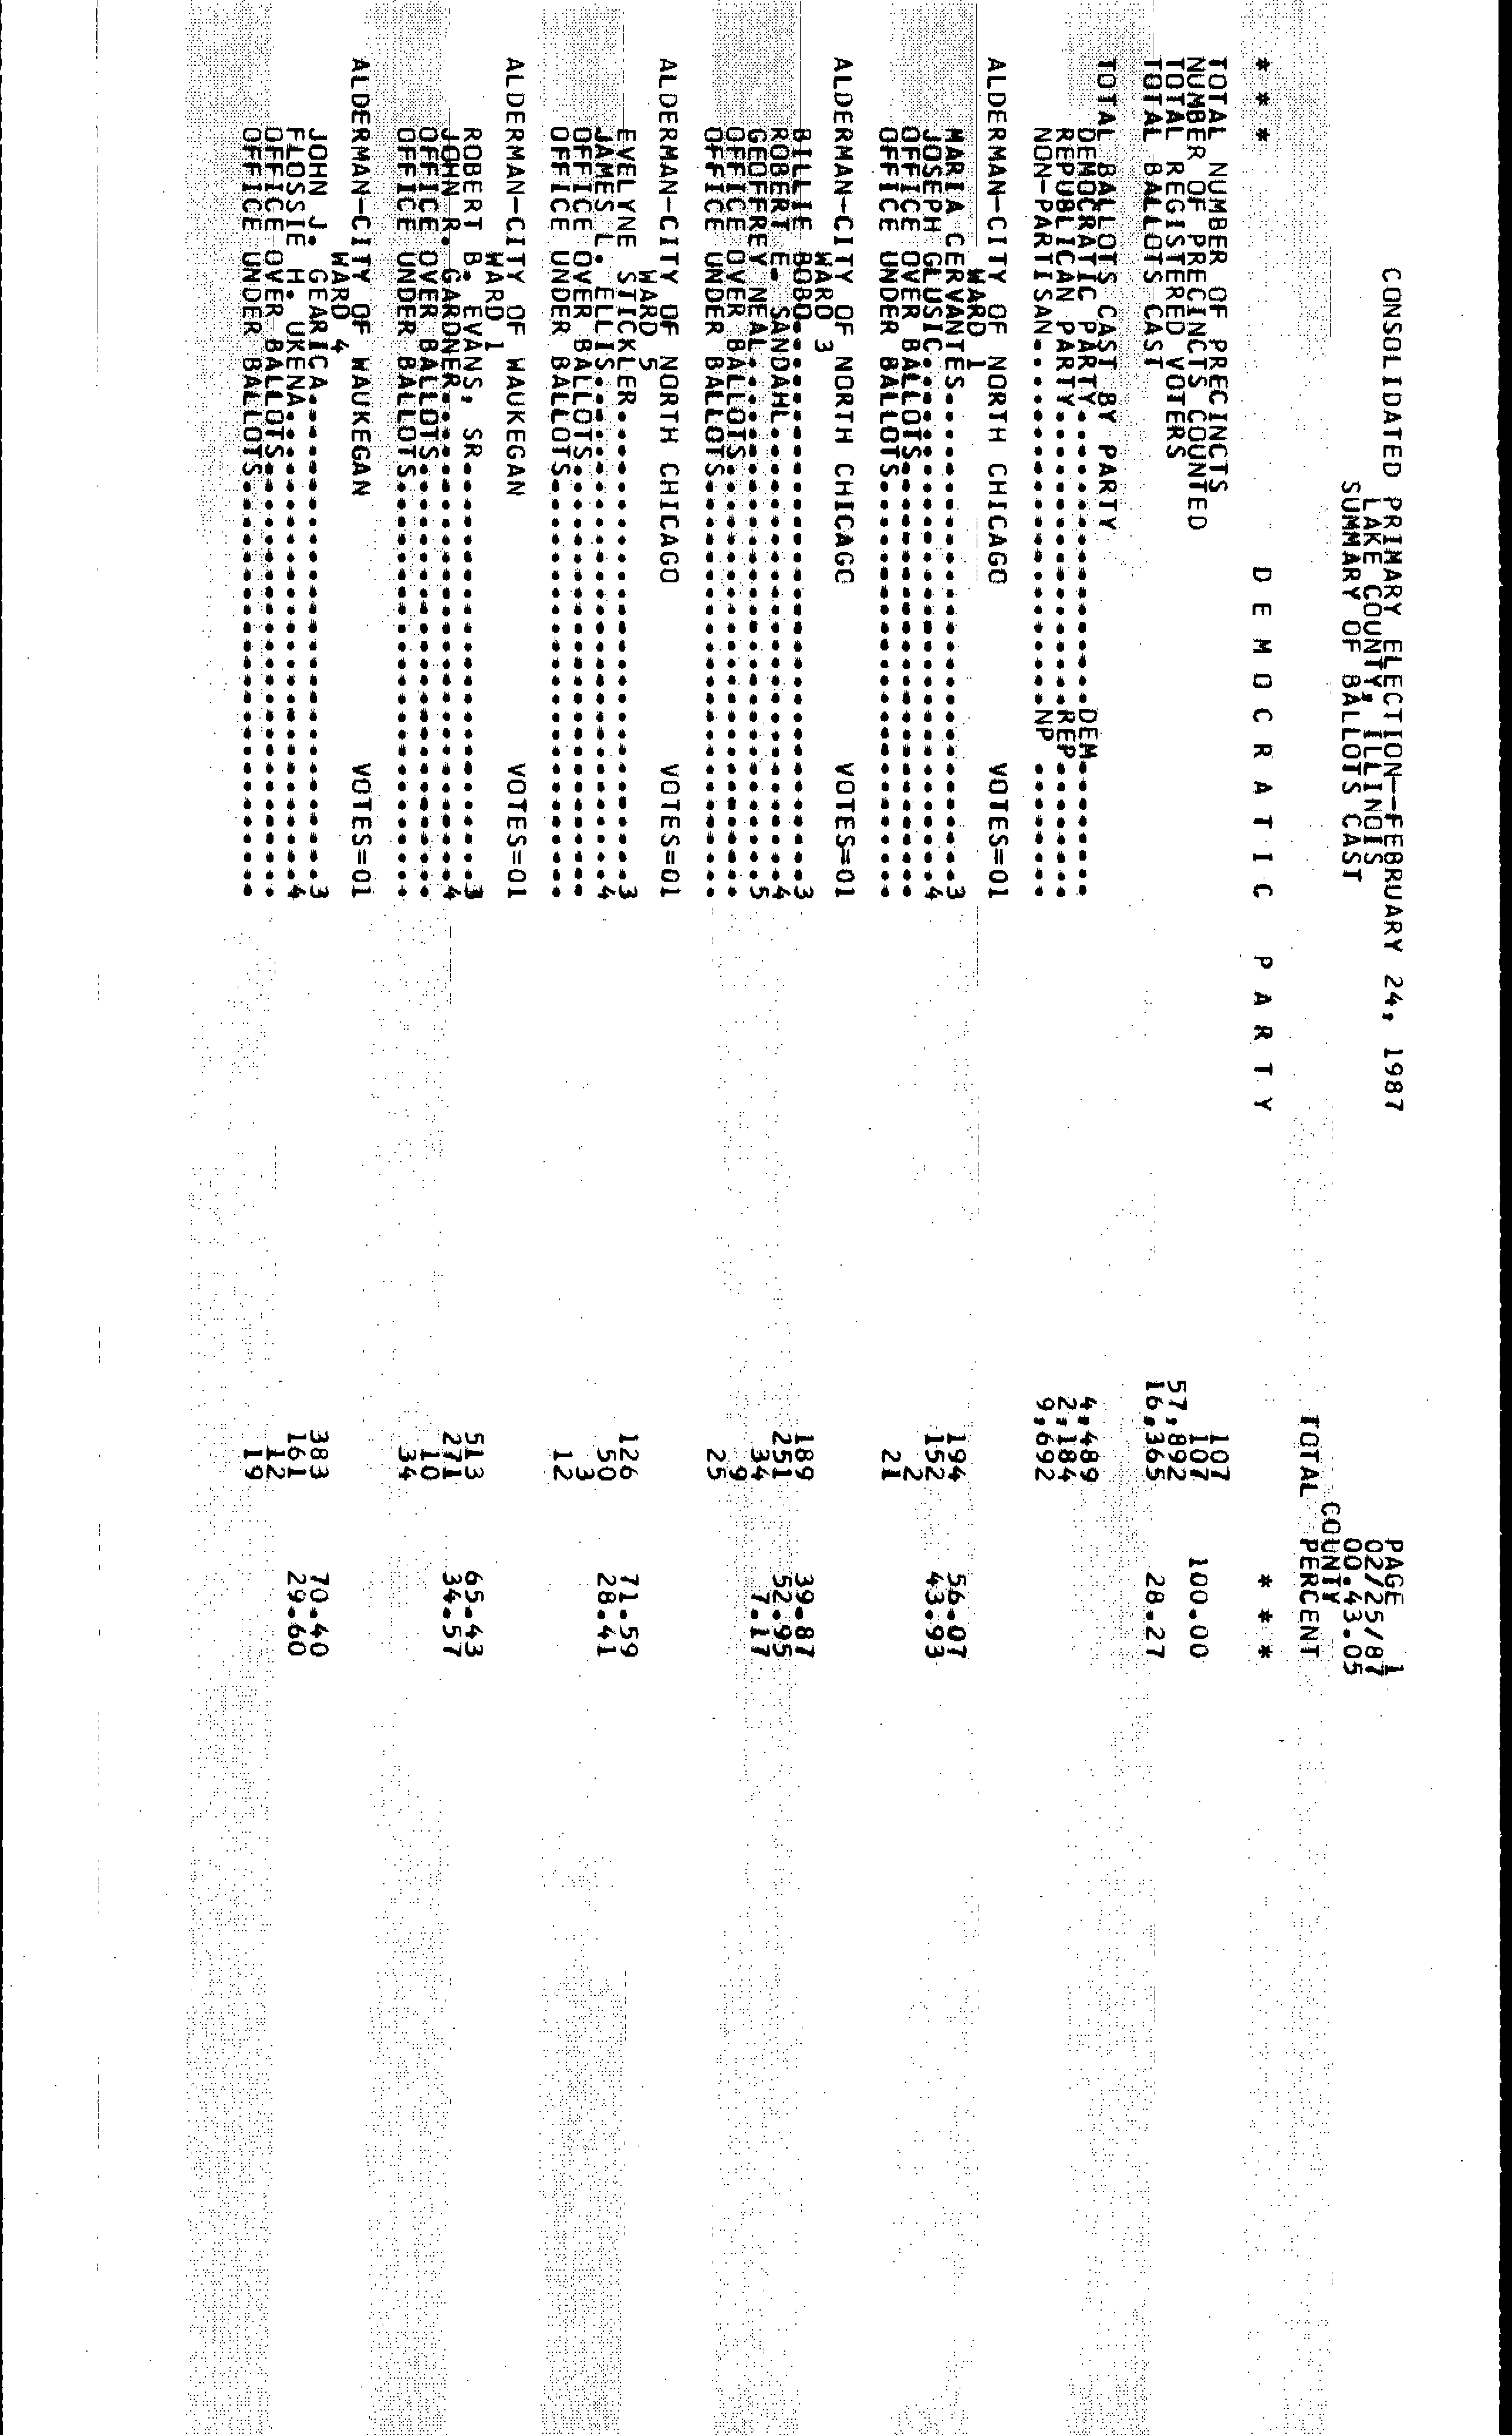 CONSOLIDATED PRIMARY ELECTION--FEBRUARY 24, 1987 PAGE 1
LAKE COUNTY, ILLINOIS 02/25/87
SUMMARY OF BALLOTS CAST 00.43.05
COUNTY
TOTAL PERCENT
* * * D E M O C R A T I C P A R T Y * * *
TOTAL NUMBER OF PRECINCTS 107
NUMBER OF PRECINCTS COUNTED 107 100.00
TOTAL REGISTERED VOTERS 57,892
TOTAL BALLOTS CAST 16,365 28.27
TOTAL BALLOTS CAST BY PARTY
DEMOCRATIC PARTY..............................DEM......... 4,489
REPUBLICAN PARTY..............................REP......... 2,184
NON-PARTISAN..................................NP ......... 9,692
ALDERMAN-CITY OF NORTH CHICAGO VOTES=01
WARD 1
MARIA CERVANTES.......................................3 194 56.07
JOSEPH GLUSIC.........................................4 152 43.93
OFFICE OVER BALLOTS.................................... 2
OFFICE UNDER BALLOTS................................... 21
ALDERMAN-CITY OF NORTH CHICAGO VOTES=01
WARD 3
BILLIE BOBO...........................................3 189 39.87
ROBERT E. SANDAHL.....................................4 251 52.95
GEOFFREY NEAL.........................................5 34 7.17
OFFICE OVER BALLOTS.................................... 9
OFFICE UNDER BALLOTS................................... 25
ALDERMAN-CITY OF NORTH CHICAGO VOTES=01
WARD 5
EVELYNE STICKLER......................................3 126 71.59
JAMES L. ELLIS........................................4 50 28.41
OFFICE OVER BALLOTS.................................... 3
OFFICE UNDER BALLOTS................................... 12
ALDERMAN-CITY OF WAUKEGAN VOTES=01
WARD 1
ROBERT B. EVANS, SR...................................3 513 65.43
JOHN R. GARDNER.......................................4 271 34.57
OFFICE OVER BALLOTS.................................... 10
OFFICE UNDER BALLOTS................................... 34
ALDERMAN-CITY OF WAUKEGAN VOTES=01
WARD 4
JOHN J. GEARICA.......................................3 383 70.40
FLOSSIE H. UKENA......................................4 161 29.60
OFFICE OVER BALLOTS.................................... 12
OFFICE UNDER BALLOTS................................... 19